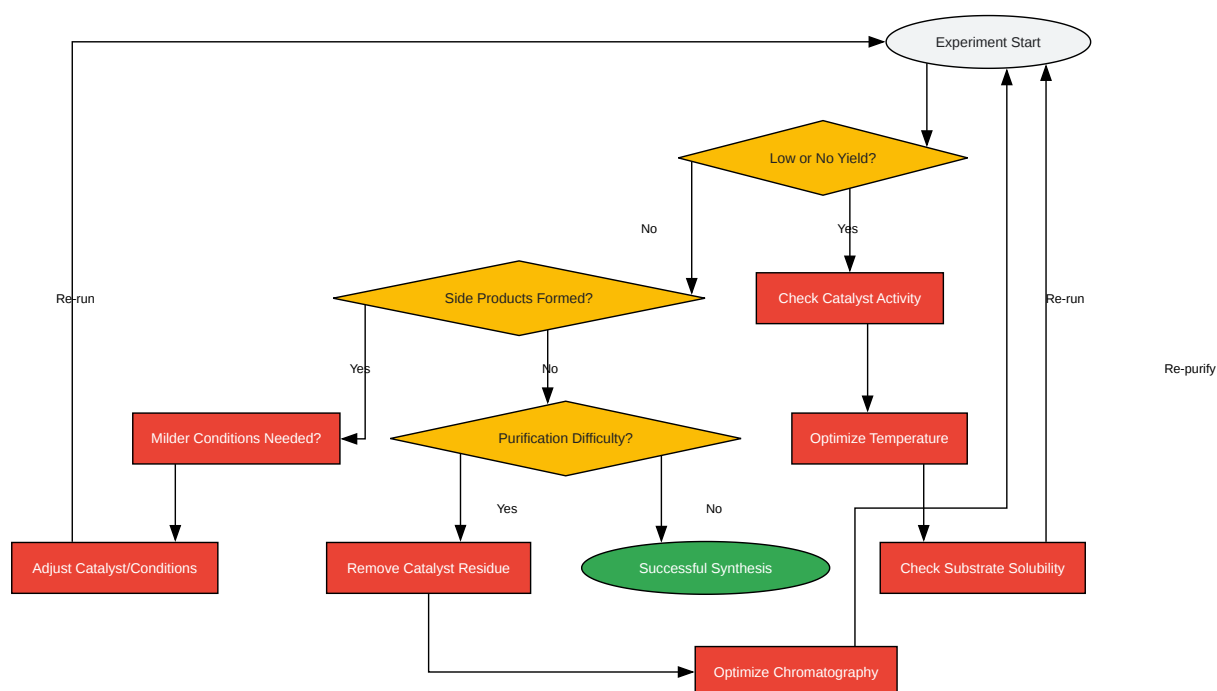 Experiment Start
Low or No Yield?
No
Yes
Side Products Formed?
Check Catalyst Activity
Re-run
Re-run
Yes
No
Re-purify
Milder Conditions Needed?
Purification Difficulty?
Optimize Temperature
Yes
No
Adjust Catalyst/Conditions
Remove Catalyst Residue
Successful Synthesis
Check Substrate Solubility
Optimize Chromatography